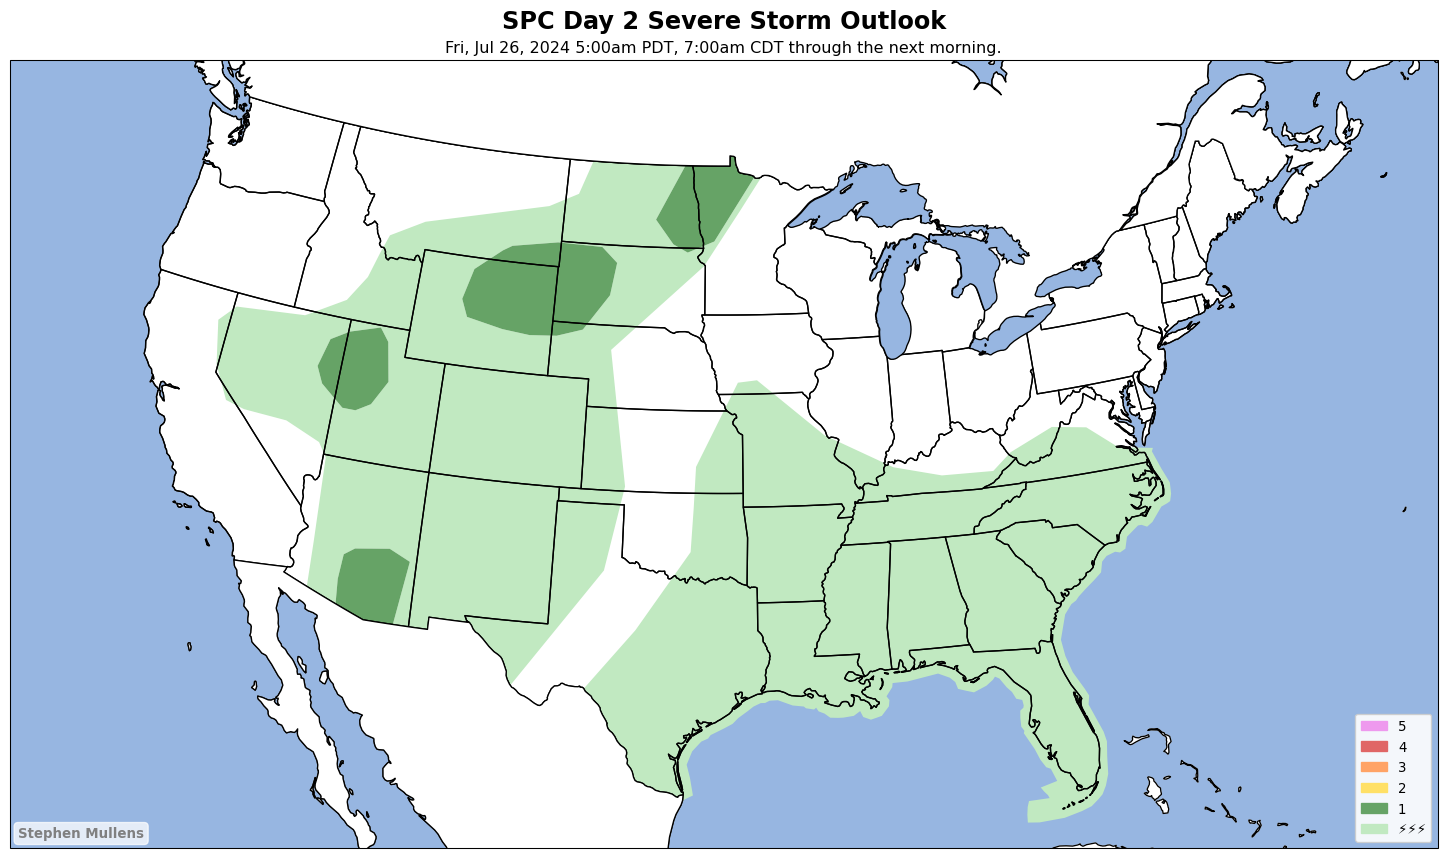 SPC Day 2 Severe Storm Outlook
Fri, Jul 26, 2024 5:00am PDT, 7:00am CDT through the next morning.
5
4
3
2
1
⚡⚡⚡
Stephen Mullens